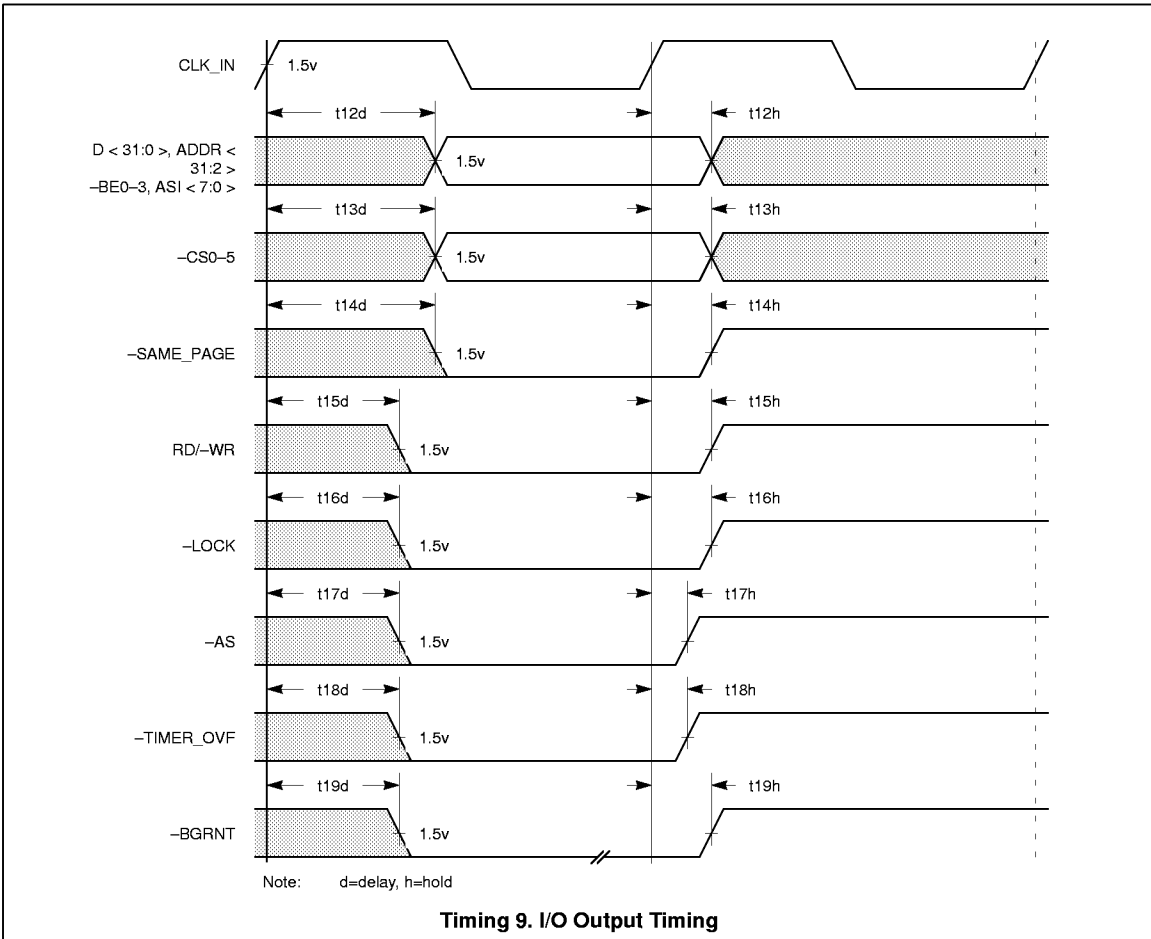 CLK_IN
1.5v
t12d
t12h
D < 31:0 >, ADDR <
31:2 >
–BE0–3, ASI < 7:0 >
1.5v
t13d
t13h
–CS0–5
1.5v
t14d
t14h
–SAME_PAGE
1.5v
t15d
t15h
RD/–WR
1.5v
t16d
t16h
–LOCK
1.5v
t17d
t17h
–AS
1.5v
t18d
t18h
–TIMER_OVF
1.5v
t19d
t19h
–BGRNT
1.5v
Note: d=delay, h=hold
Timing 9. I/O Output Timing